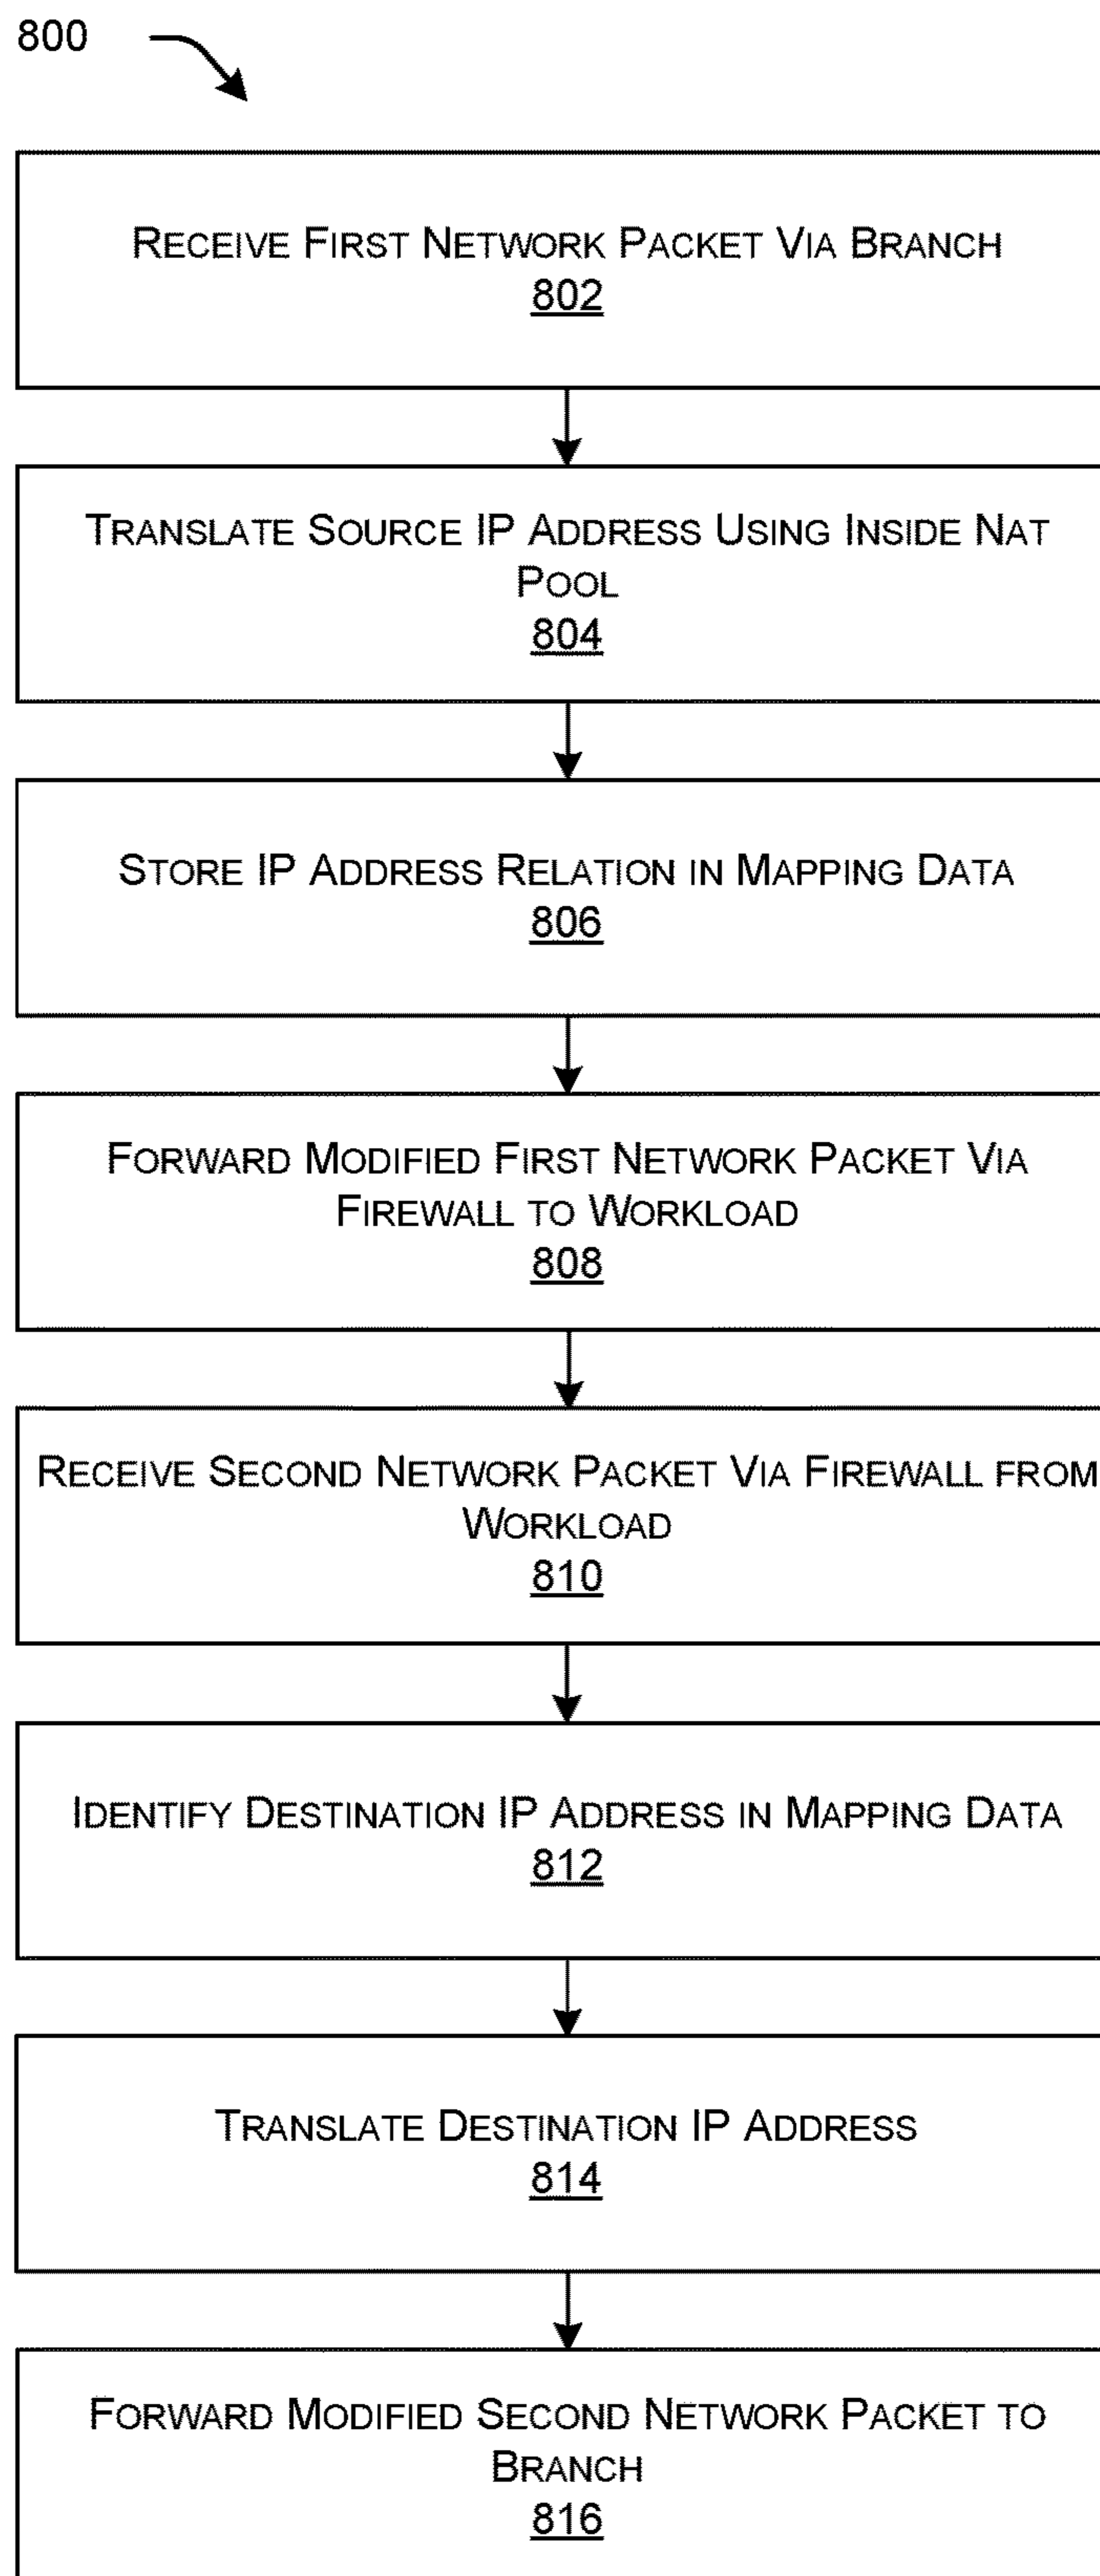 800
RECEIVE FIRST NETWORK PACKET VIA BRANCH
802
TRANSLATE SOURCE IP ADDRESS USING INSIDE NAT
POOL
804
STORE IP ADDRESS RELATION IN MAPPING DATA
806
FORWARD MODIFIED FIRST NETWORK PACKET VIA
FIREWALL TO WORKLOAD
808
RECEIVE SECOND NETWORK PACKET VIA FIREWALL FROM
WORKLOAD
810
IDENTIFY DESTINATION IP ADDRESS IN MAPPING DATA
812
TRANSLATE DESTINATION IP ADDRESS
814
FORWARD MODIFIED SECOND NETWORK PACKET TO
BRANCH
816